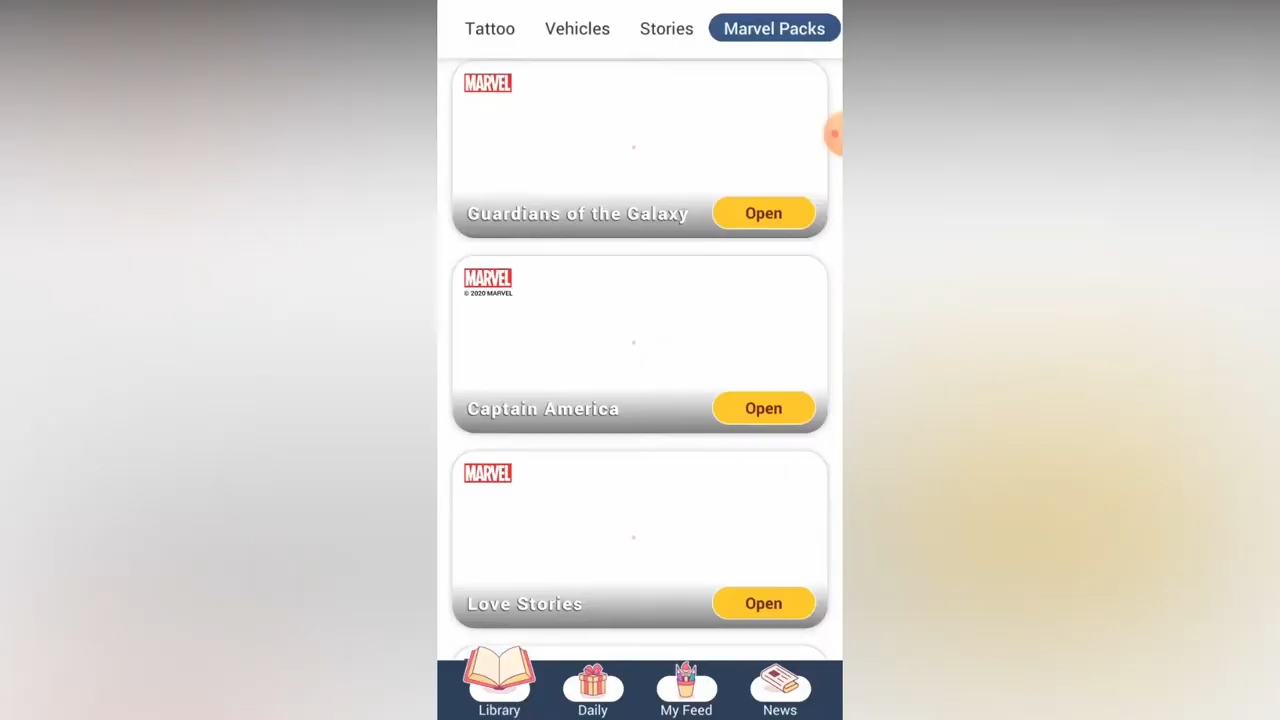 Tattoo Vehicles Stories Marvel Packs
MARVEL
Guardians of the Galaxy Open
MARVEL
© 2020 MARVEL
Captain America Open
MARVEL
Love Stories Open
Library Daily My Feed News